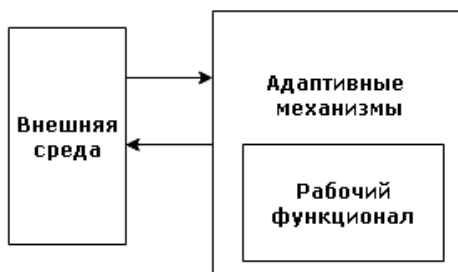 Внешняя
среда
Адаптивные
механизмы
Рабочий
функционал